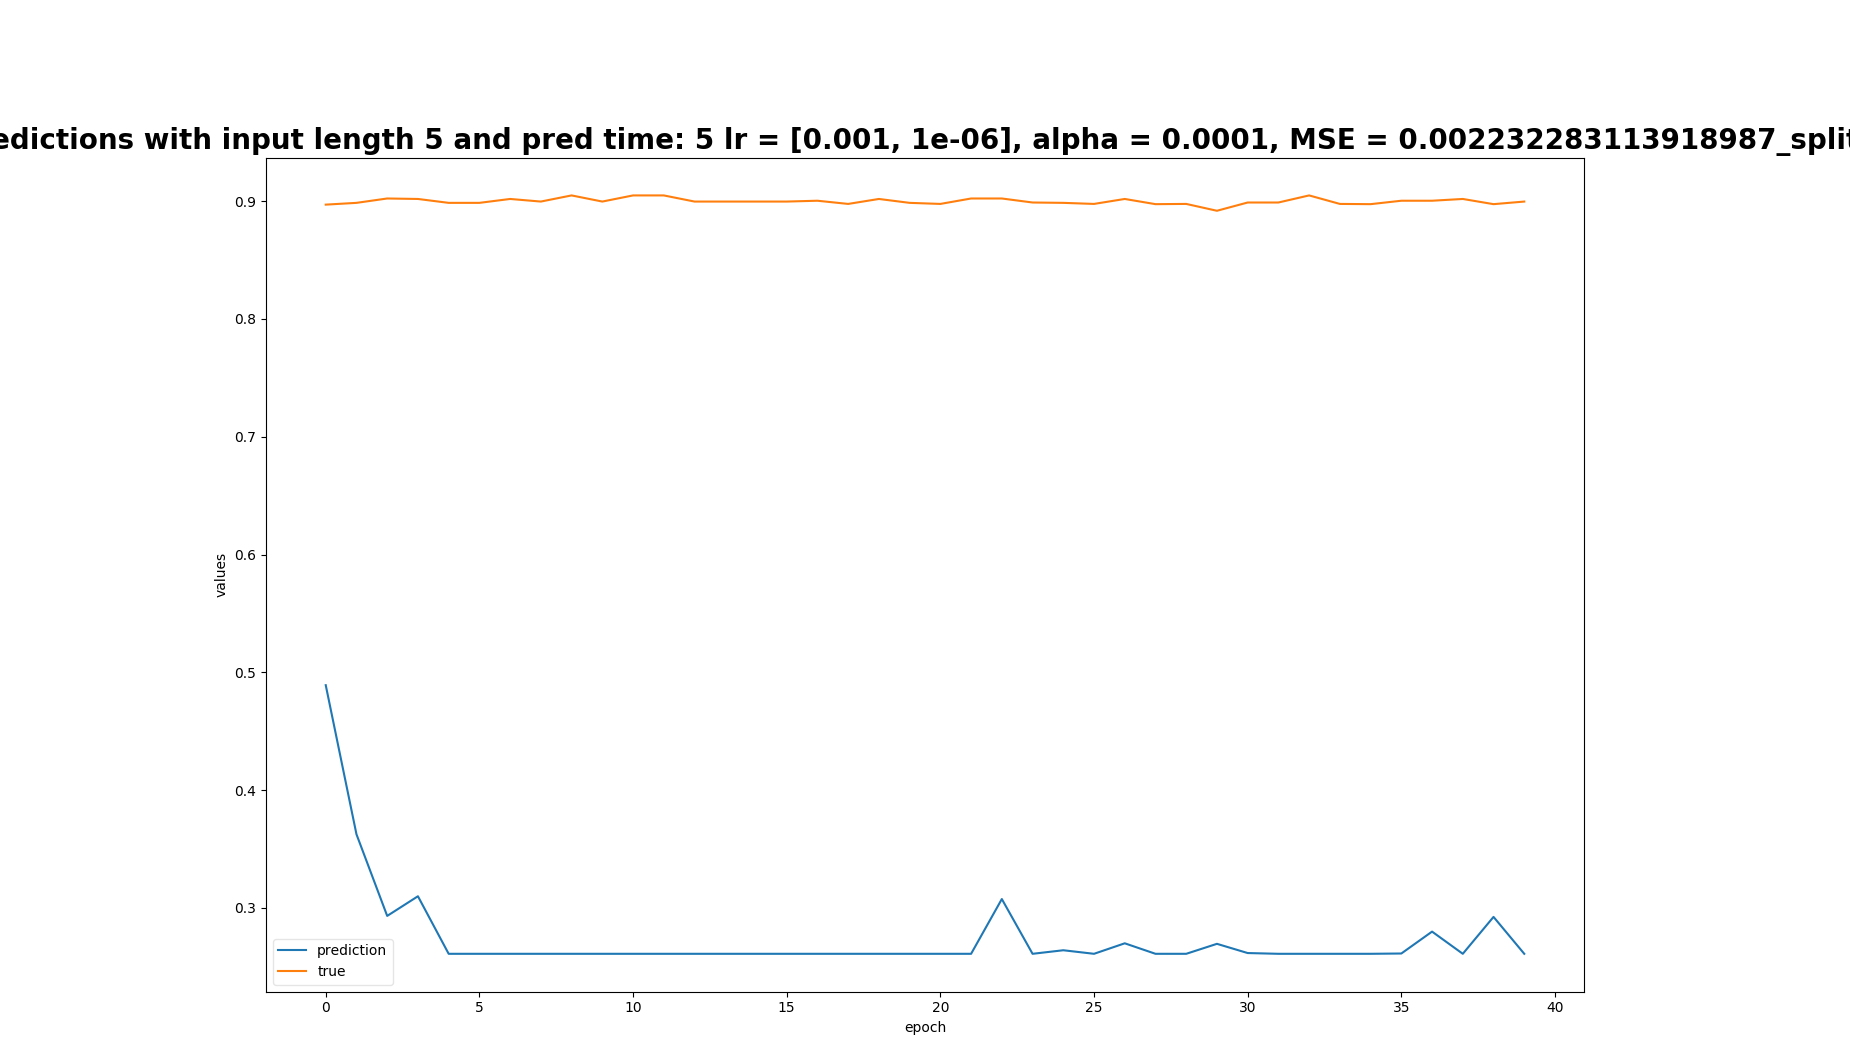 edictions with input length 5 and pred time: 5 lr = [0.001, 1e-06], alpha = 0.0001, MSE = 0.002232283113918987_split
0.9
0.8
0.7
0.6
0.5
0.4
0.3
values
prediction
true
0 5 10 15 20 25 30 35 40
epoch